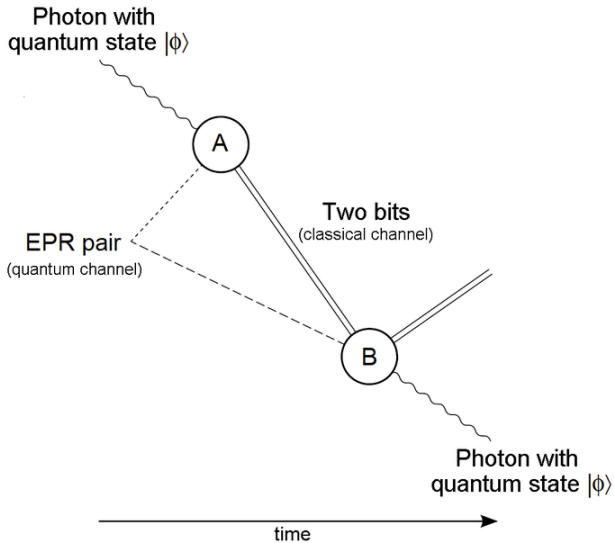 Photon with
quantum state |ϕ⟩
A
Two bits
(classical channel)
EPR pair
(quantum channel)
B
Photon with
quantum state |ϕ⟩
time